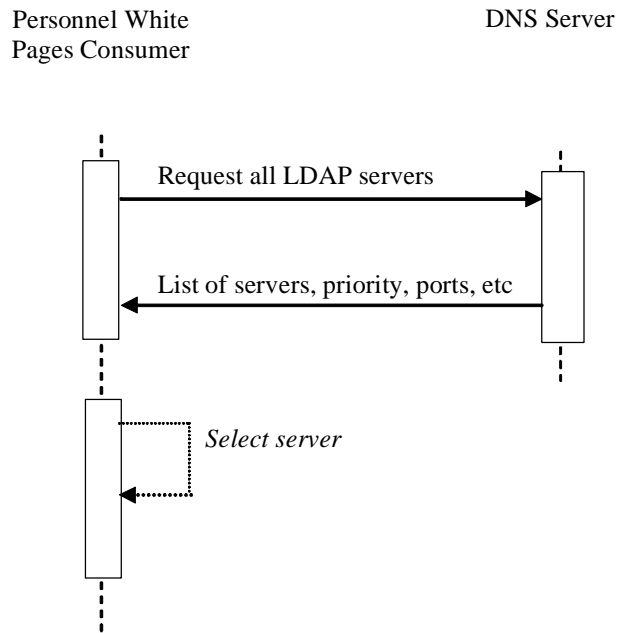 Personnel White
Pages Consumer
DNS Server
Request all LDAP servers
List of servers, priority, ports, etc
Select server